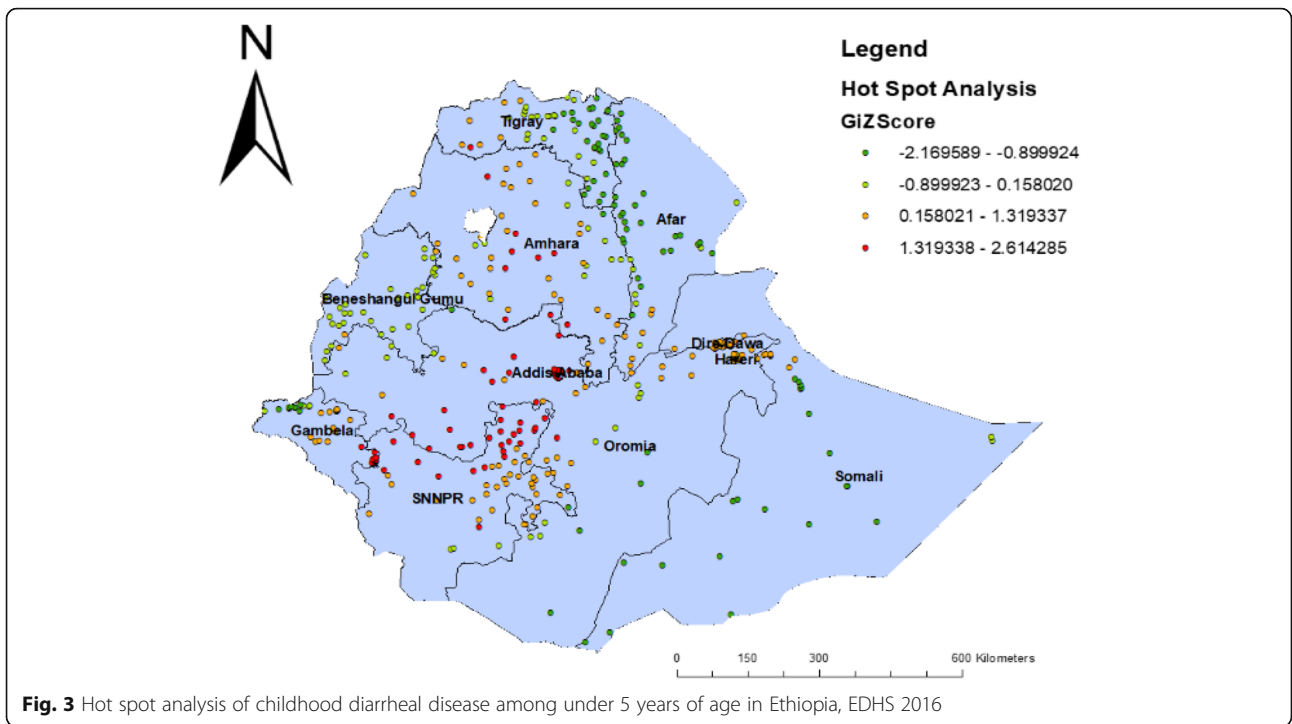 N
Legend
Hot Spot Analysis
GiZScore
-2.169589 - -0.899924
-0.899923 - 0.158020
0.158021 - 1.319337
1.319338 - 2.614285
Tigray
Afar
Amhara
Beneshangul Gumu
Dire Dawa
Hareri
Addis Ababa
Gambela
Oromia
Somali
SNNPR
0 150 300 600 Kilometers
Fig. 3 Hot spot analysis of childhood diarrheal disease among under 5 years of age in Ethiopia, EDHS 2016